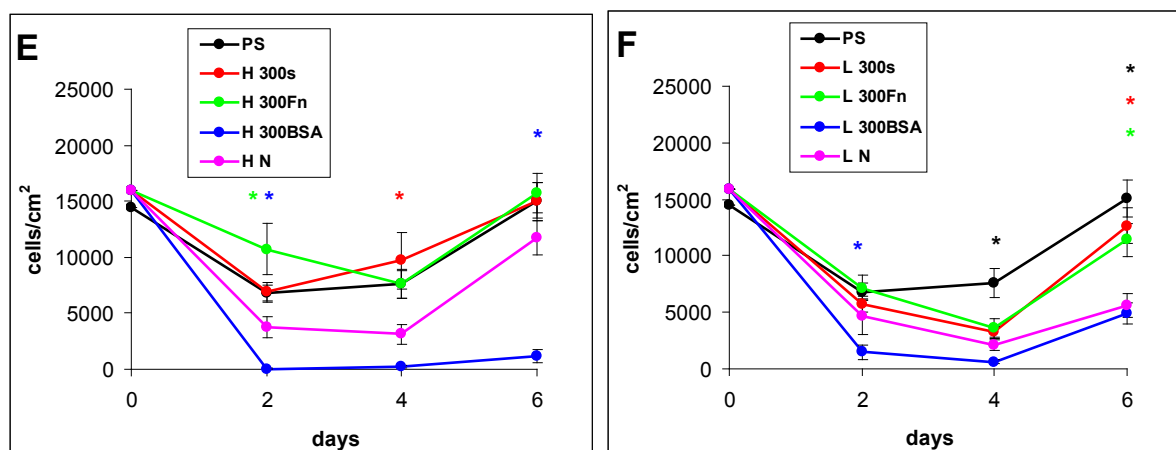 E
PS
H 300s
H 300Fn
H 300BSA
H N
25000
20000
15000
10000
5000
0
cells/cm²
* * * *
0 2 4 6
days
F
PS
L 300s
L 300Fn
L 300BSA
L N
25000
20000
15000
10000
5000
0
cells/cm²
*
*
*
* *
0 2 4 6
days